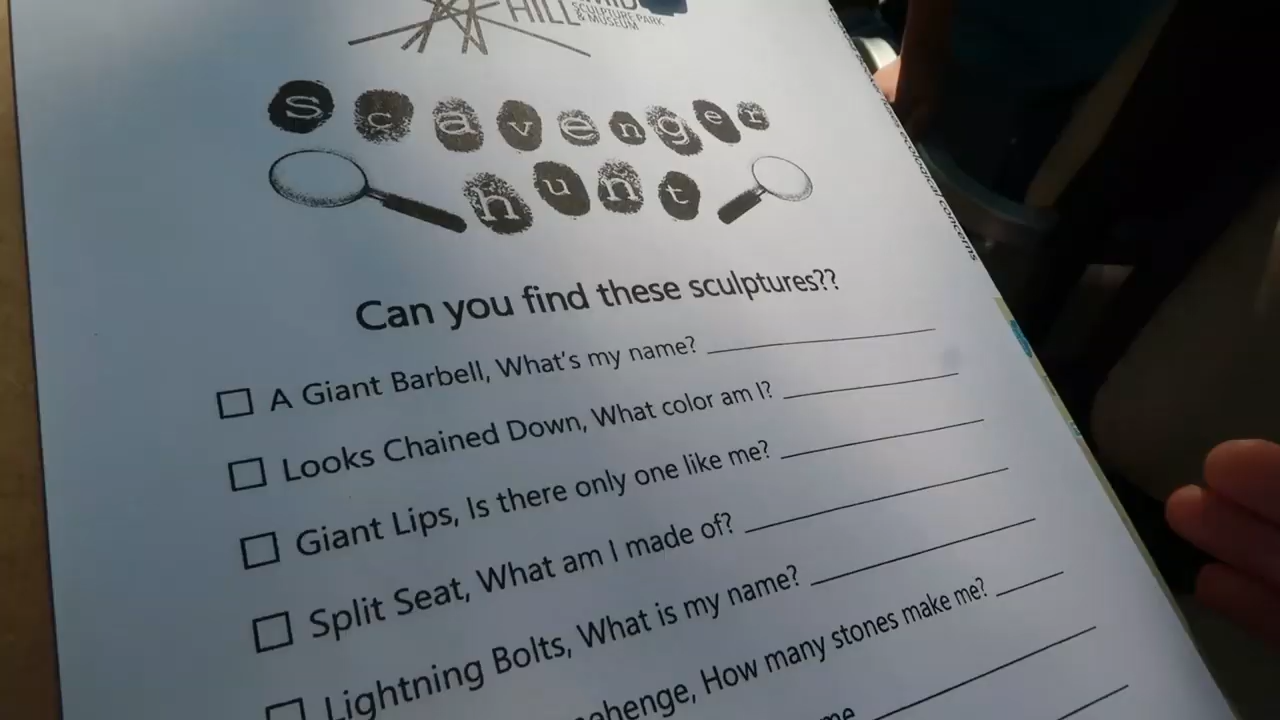 HILL
SCULPTURE PARK
& MUSEUM
Scavenger
hunt
Can you find these sculptures??
A Giant Barbell, What's my name?
Looks Chained Down, What color am I?
Giant Lips, Is there only one like me?
Split Seat, What am I made of?
Lightning Bolts, What is my name?
How many stones make me?
concerns